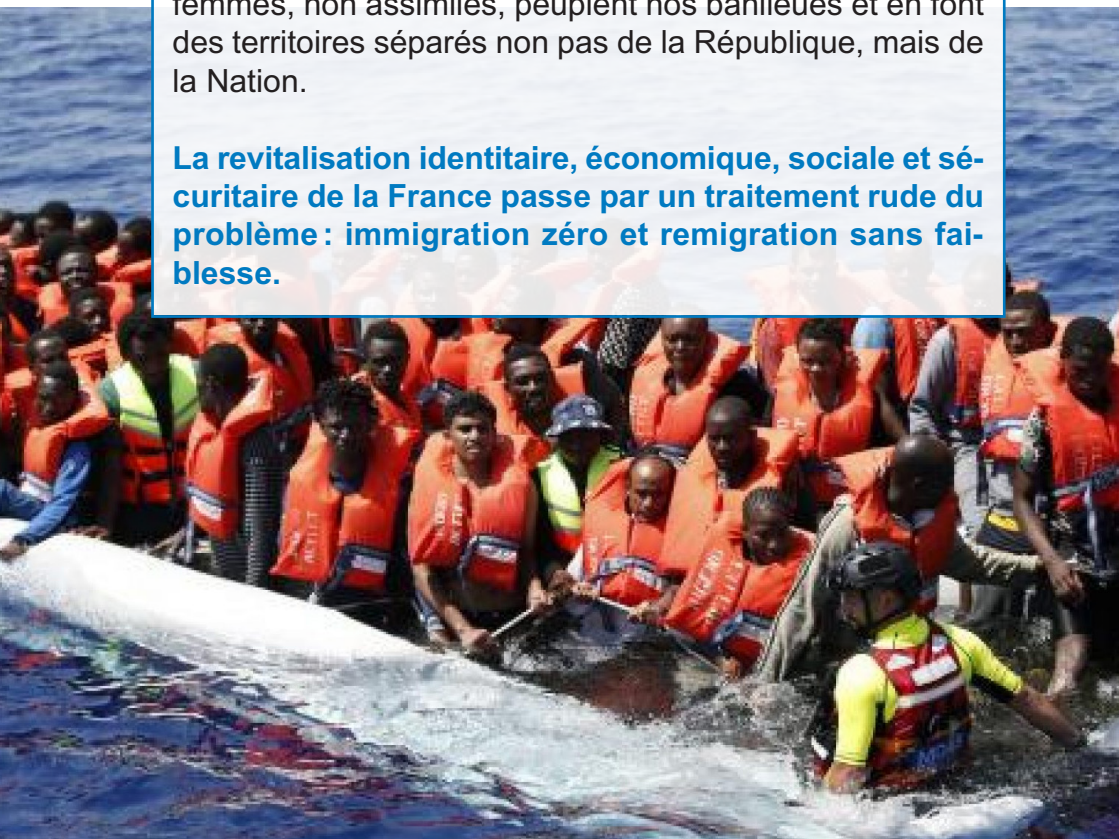 femmes, non assimilés, peuplent nos banlieues et en font
des territoires séparés non pas de la République, mais de
la Nation.
La revitalisation identitaire, économique, sociale et sé-
curitaire de la France passe par un traitement rude du
problème : immigration zéro et remigration sans fai-
blesse.